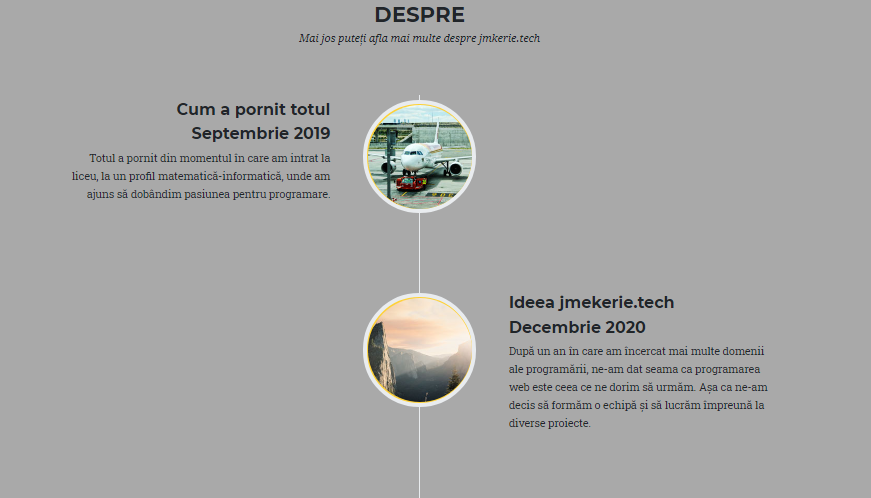 DESPRE
Mai jos puteți afla mai multe despre jmkerie.tech
Cum a pornit totul
Septembrie 2019
Totul a pornit din momentul în care am intrat la
liceu, la un profil matematică-informatică, unde am
ajuns să dobândim pasiunea pentru programare.
Ideea jmekerie.tech
Decembrie 2020
După un an în care am încercat mai multe domenii
ale programării, ne-am dat seama ca programarea
web este ceea ce ne dorim să urmăm. Așa ca ne-am
decis să formăm o echipă și să lucrăm împreună la
diverse proiecte.